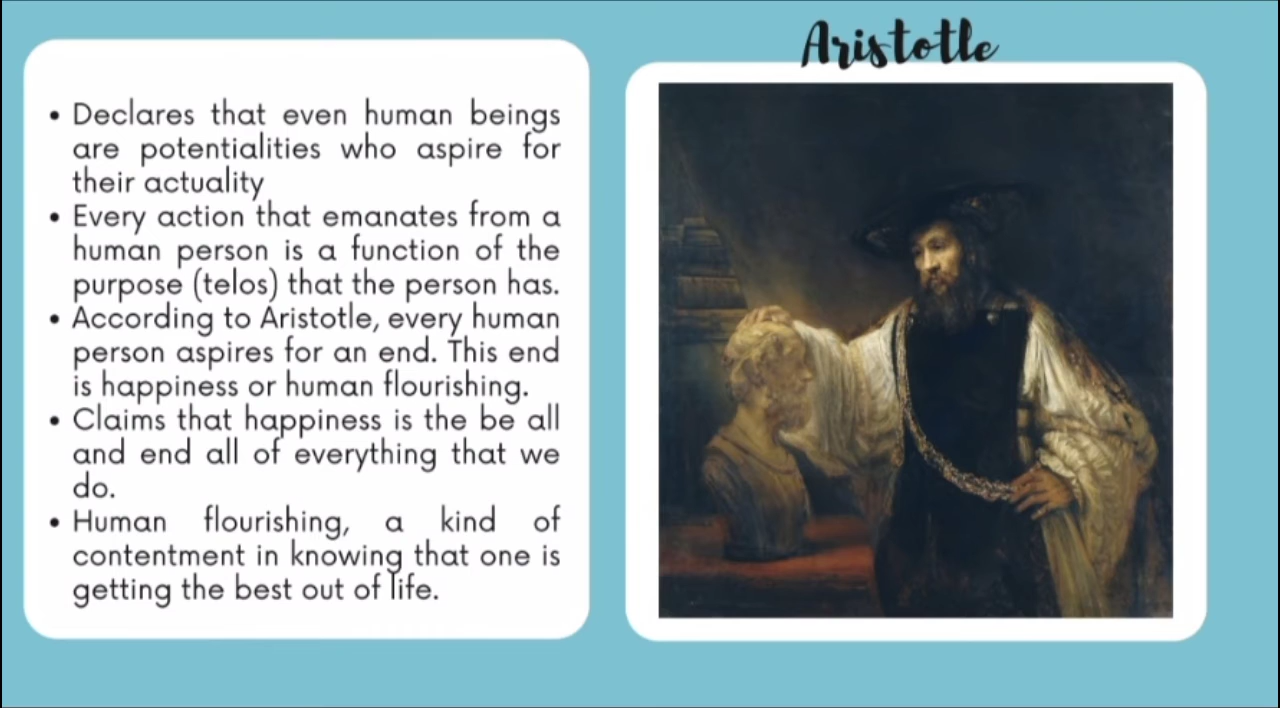 Aristotle
• Declares that even human beings
are potentialities who aspire for
their actuality
• Every action that emanates from a
human person is a function of the
purpose (telos) that the person has.
• According to Aristotle, every human
person aspires for an end. This end
is happiness or human flourishing.
• Claims that happiness is the be all
and end all of everything that we
do.
• Human flourishing, a kind of
contentment in knowing that one is
getting the best out of life.